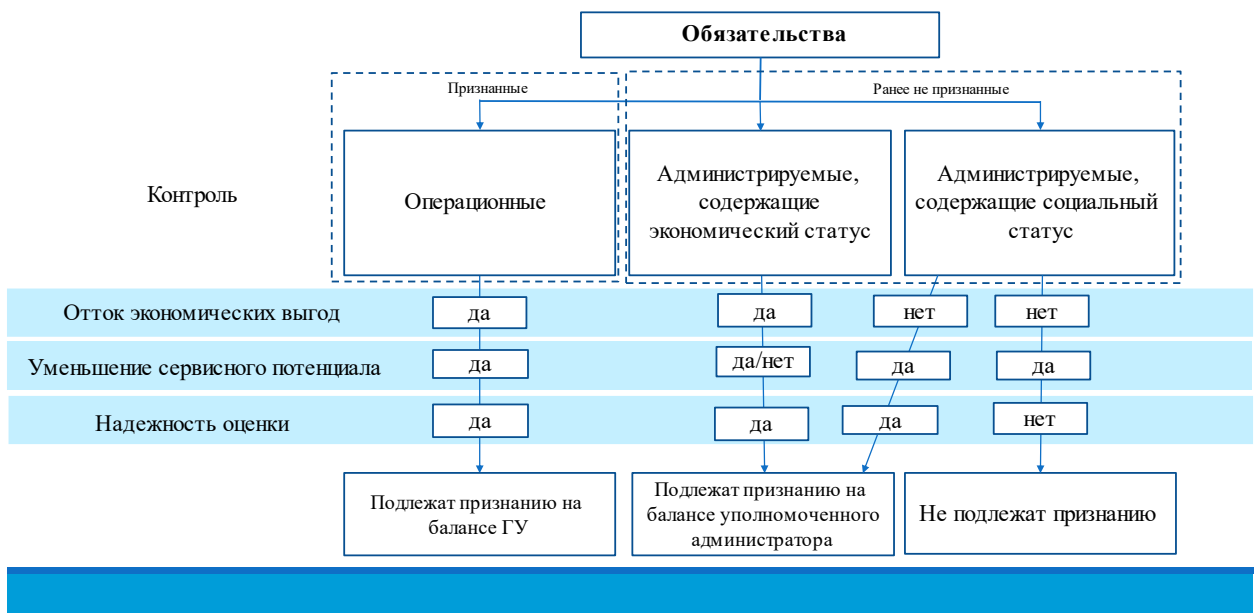 Обязательства
Признанные
Ранее не признанные
Контроль
Операционные
Администрируемые,
содержащие
экономический статус
Администрируемые,
содержащие социальный
статус
Отток экономических выгод
да
да
нет
нет
Уменьшение сервисного потенциала
да
да/нет
да
да
Надежность оценки
да
да
да
нет
Подлежат признанию на
балансе ГУ
Подлежат признанию на
балансе уполномоченного
администратора
Не подлежат признанию